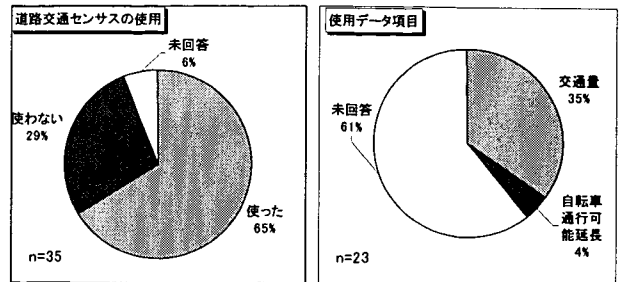 道路交通センサスの使用
未回答
6%
使わない
29%
使った
65%
n=35
使用データ項目
交通量
35%
未回答
61%
自転車
通行可
能延長
4%
n=23